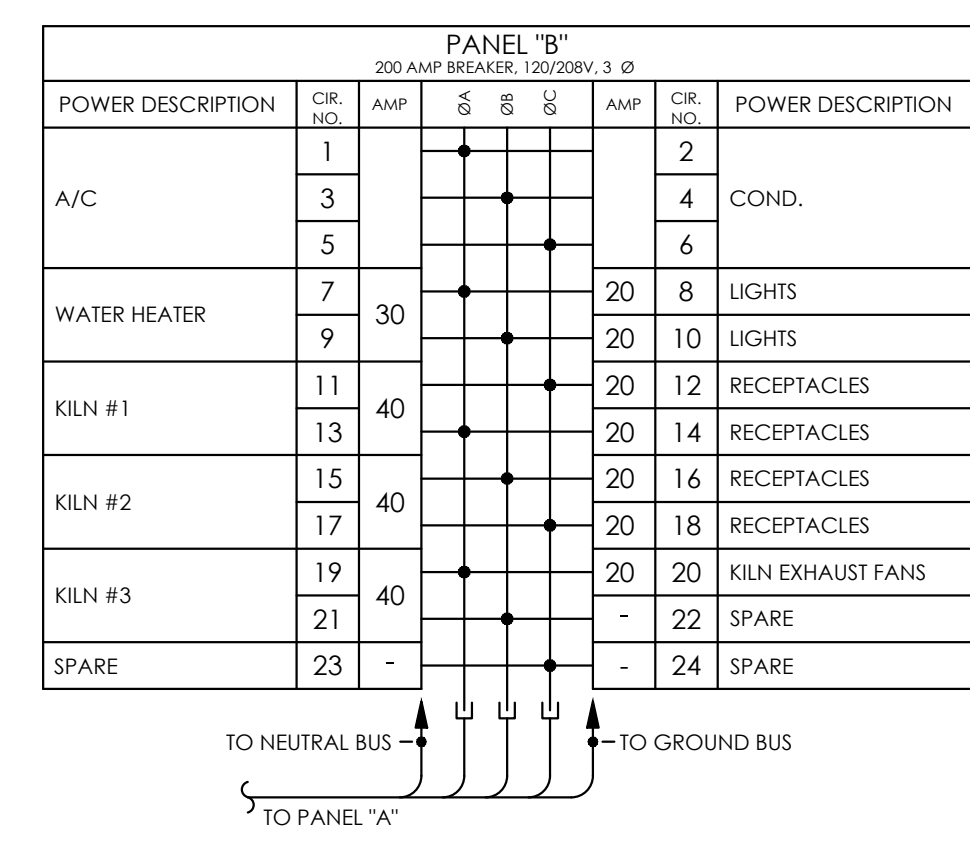 PANEL "B"
200 AMP BREAKER, 120/208V, 3 Ø
POWER DESCRIPTION CIR. NO. AMP ØA ØB ØC AMP CIR. NO. POWER DESCRIPTION
1 2
A/C 3 4 COND.
5 6
WATER HEATER 7 30 20 8 LIGHTS
9 20 10 LIGHTS
KILN #1 11 40 20 12 RECEPTACLES
13 20 14 RECEPTACLES
KILN #2 15 40 20 16 RECEPTACLES
17 20 18 RECEPTACLES
KILN #3 19 40 20 20 KILN EXHAUST FANS
21 - 22 SPARE
SPARE 23 - - 24 SPARE
TO NEUTRAL BUS TO GROUND BUS
TO PANEL "A"